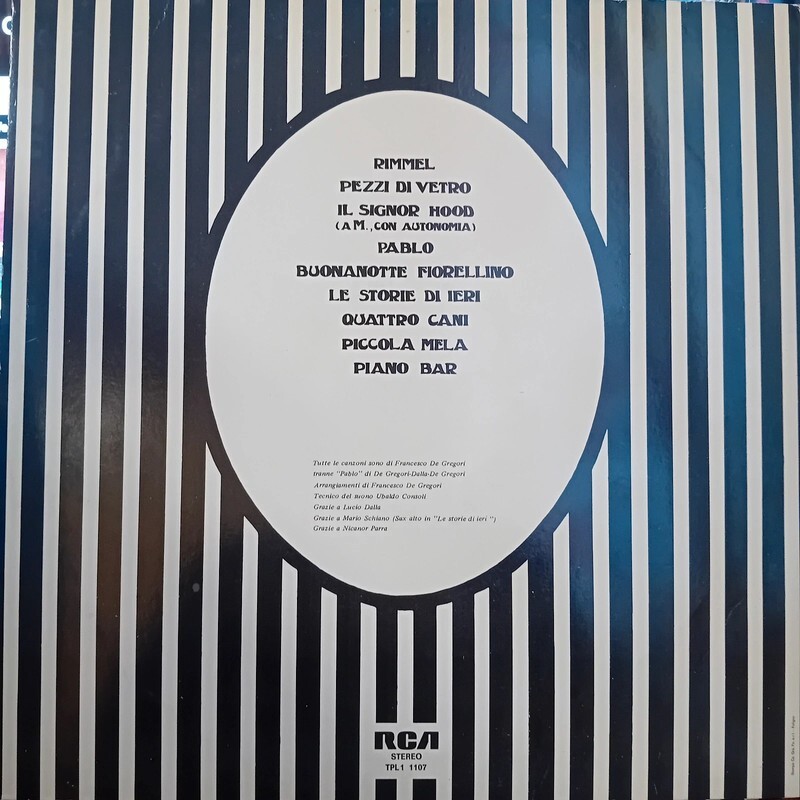 RIMMEL
PEZZI DI VETRO
IL SIGNOR HOOD
(A M., CON AUTONOMIA)
PABLO
BUONANOTTE FIORELLINO
LE STORIE DI IERI
QUATTRO CANI
PICCOLA MELA
PIANO BAR
Tutte le canzoni sono di Francesco De Gregori
tranne "Pablo" di De Gregori-Dalla-De Gregori
Arrangiamenti di Francesco De Gregori
Tecnico del suono Ubaldo Consoli
Grazie a Lucio Dalla
Grazie a Mario Schiano (Sax alto in "Le storie di ieri ")
Grazie a Nicanor Parra
RCA
STEREO
TPL1 1107